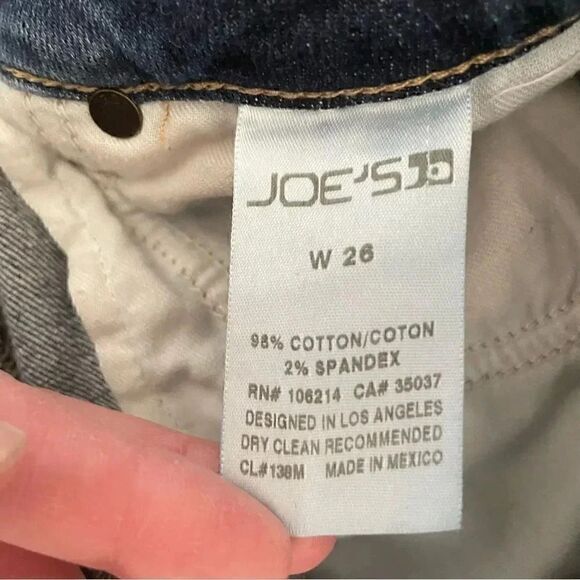 JOE'S
W 26
98% COTTON/COTON
2% SPANDEX
RN# 106214 CA# 35037
DESIGNED IN LOS ANGELES
DRY CLEAN RECOMMENDED
CL#138M MADE IN MEXICO